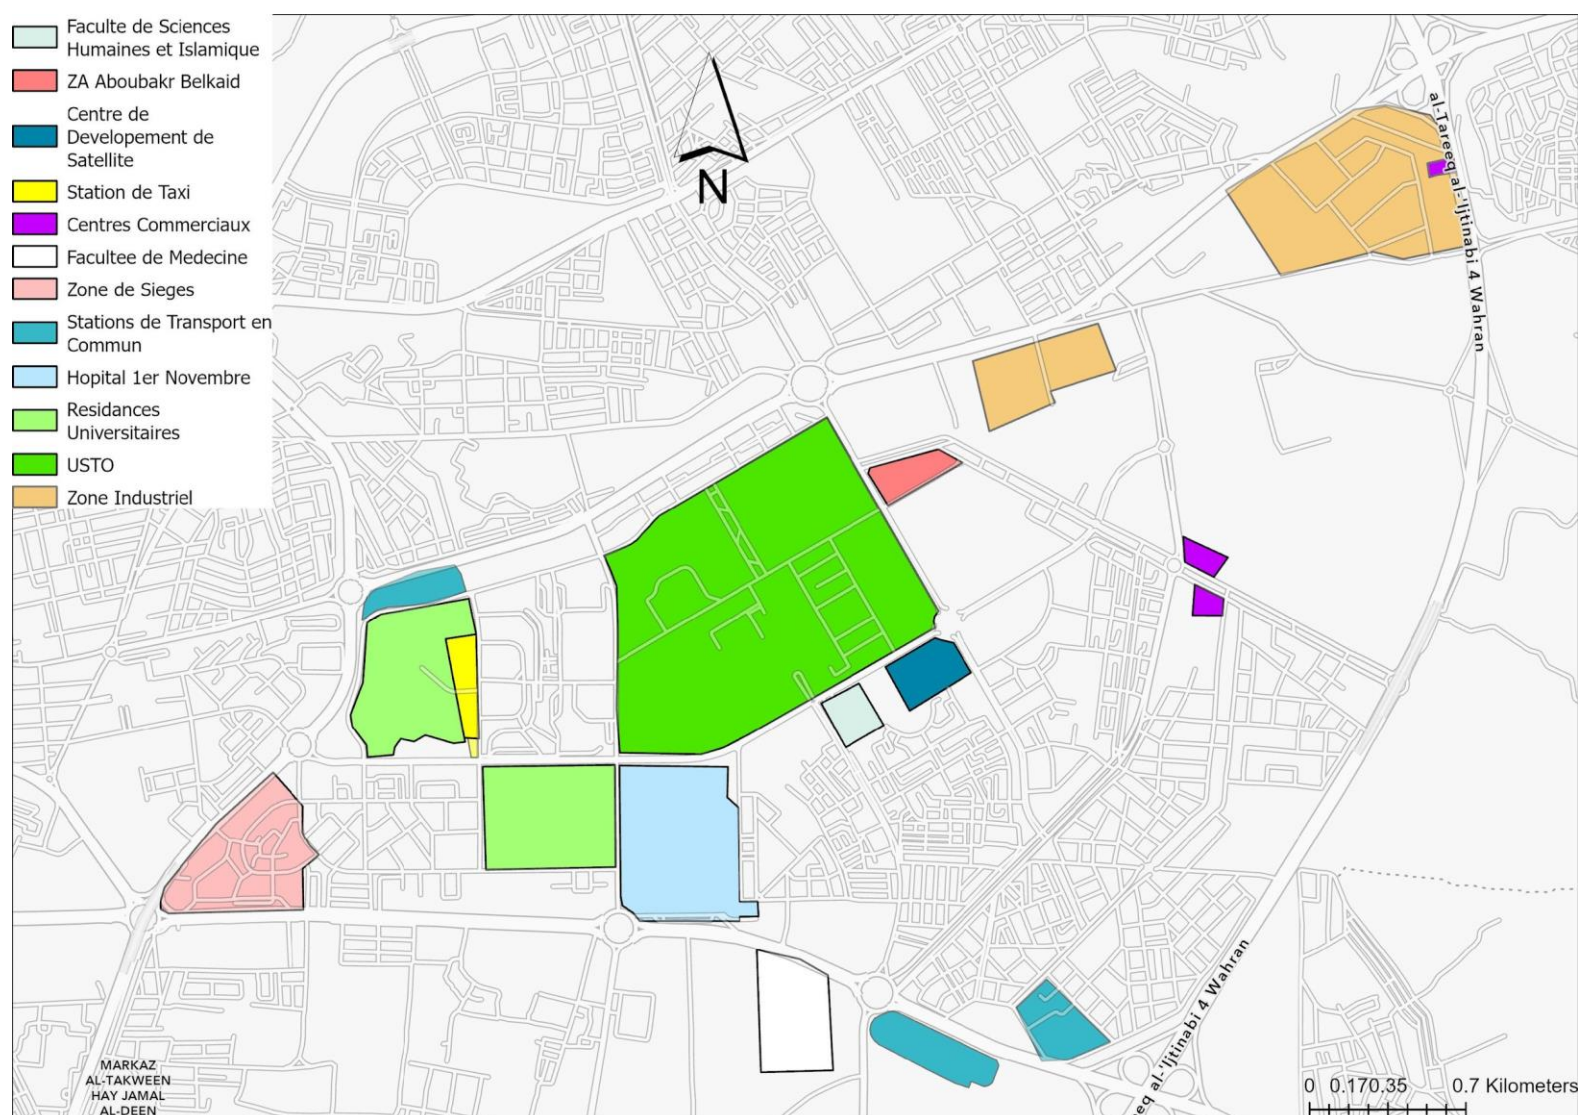 Faculte de Sciences
Humaines et Islamique
ZA Aboubakr Belkaid
Centre de
Developement de
Satellite
Station de Taxi
Centres Commerciaux
Facultee de Medecine
Zone de Sieges
Stations de Transport en
Commun
Hopital 1er Novembre
Residances
Universitaires
USTO
Zone Industriel
N
al-Tareeq al-'Ijtinabi 4 Wahran
eeq al-'Ijtinabi 4 Wahran
MARKAZ
AL-TAKWEEN
HAY JAMAL
AL-DEEN
0 0.170.35 0.7 Kilometers